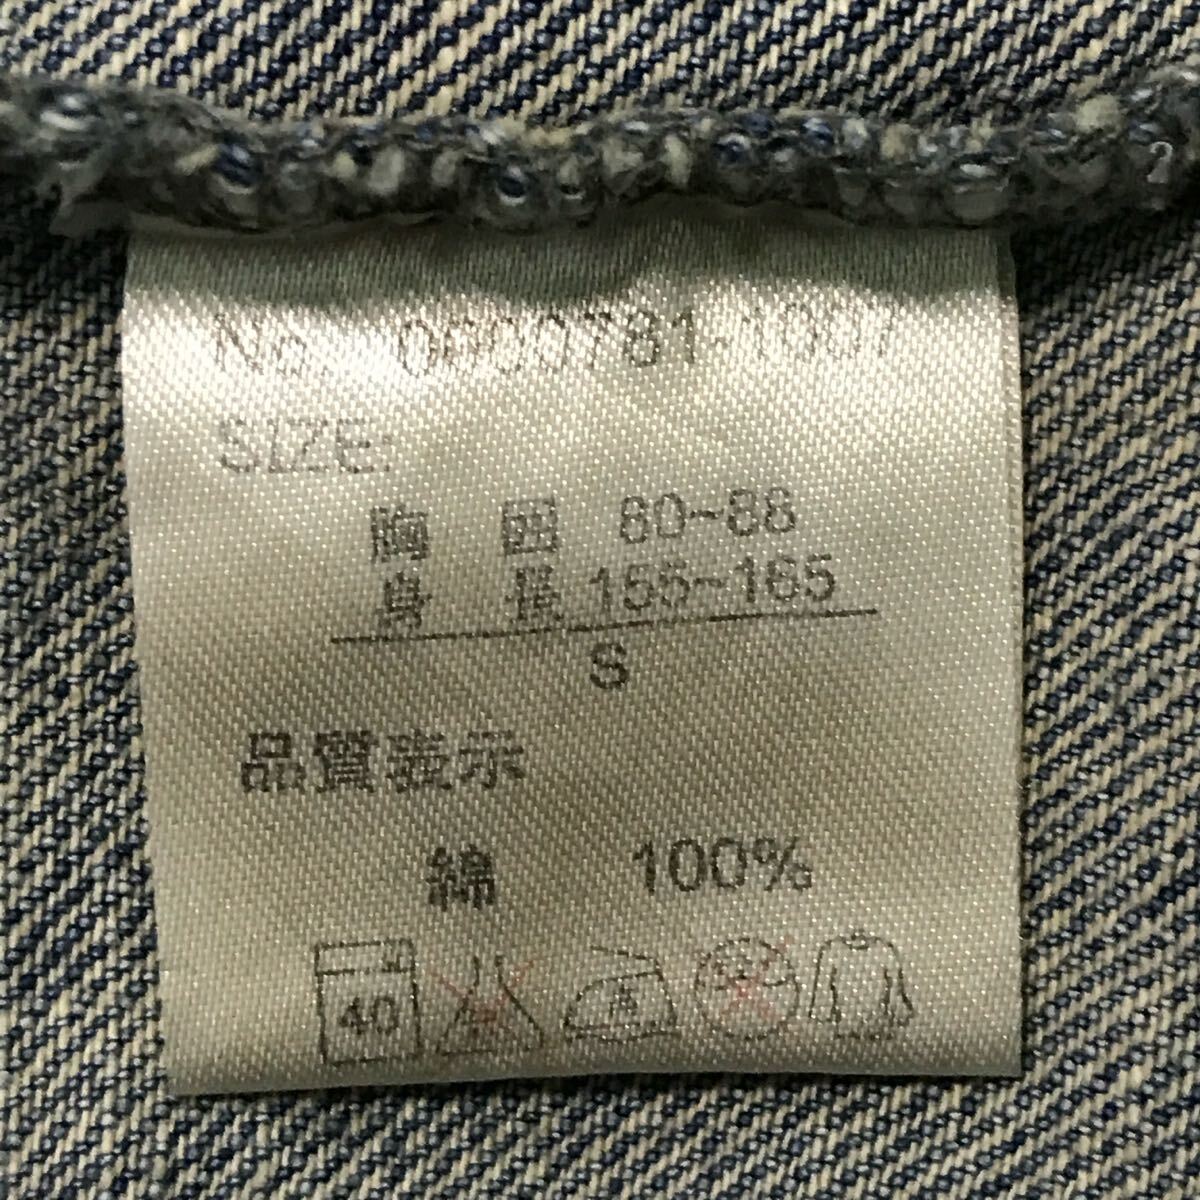 No. 0600781-1007
SIZE:
胸 囲 80~88
身 長 155~165
S
品質表示
綿 100%
40
高